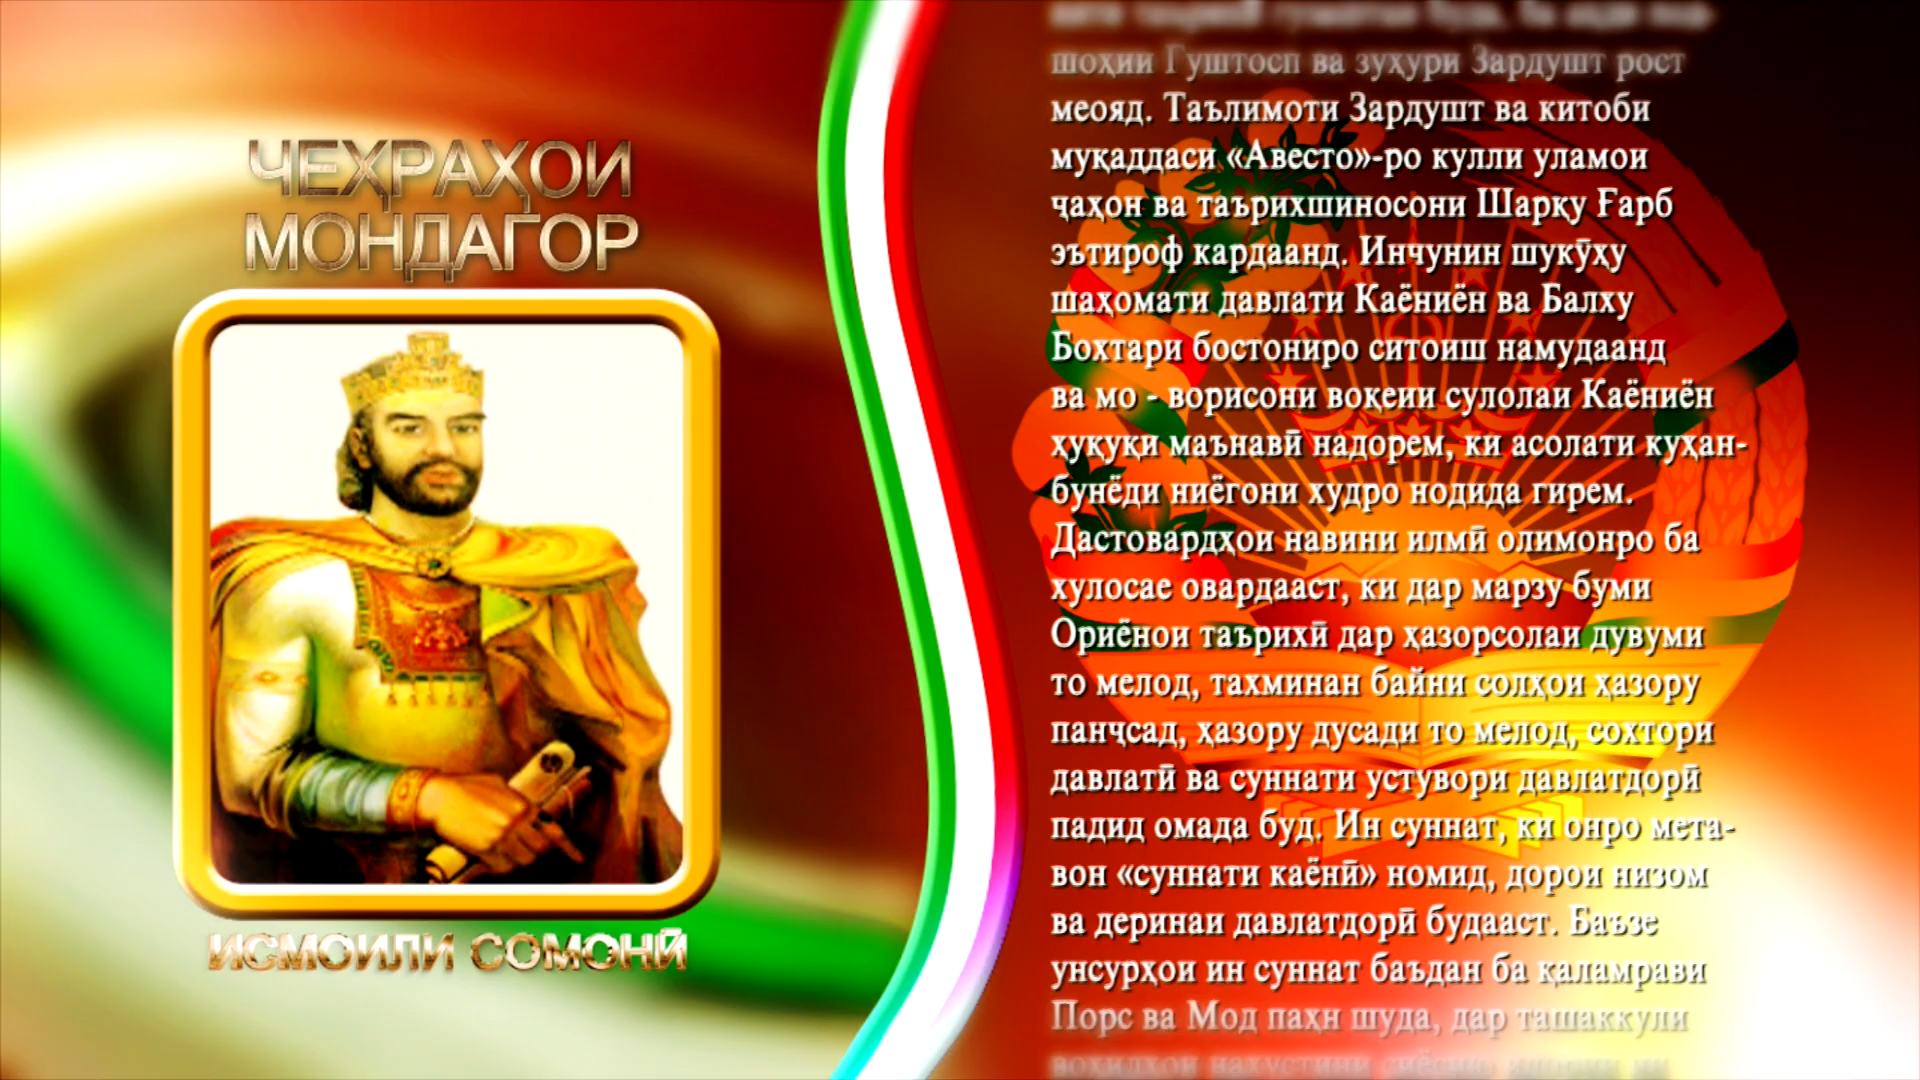 ЧЕҲРАҲОИ
МОНДАГОР
ИСМОИЛИ СОМОНӢ
шоҳии Гуштосп ва зуҳури Зардушт рост
меояд. Таълимоти Зардушт ва китоби
муқаддаси «Авесто»-ро кулли уламои
ҷаҳон ва таърихшиносони Шарқу Ғарб
эътироф кардаанд. Инчунин шукӯҳу
шаҳомати давлати Каёниён ва Балху
Бохтари бостониро ситоиш намудаанд
ва мо - ворисони воқеии сулолаи Каёниён
ҳуқуқи маънавӣ надорем, ки асолати куҳан-
бунёди ниёгони худро нодида гирем.
Дастовардҳои навини илмӣ олимонро ба
хулосае овардааст, ки дар марзу буми
Ориёнои таърихӣ дар ҳазорсолаи дувуми
то мелод, тахминан байни солҳои ҳазору
панҷсад, ҳазору дусади то мелод, сохтори
давлатӣ ва суннати устувори давлатдорӣ
падид омада буд. Ин суннат, ки онро мета-
вон «суннати каёнӣ» номид, дорои низом
ва деринаи давлатдорӣ будааст. Баъзе
унсурҳои ин суннат баъдан ба қаламрави
Порс ва Мод паҳн шуда, дар ташаккули